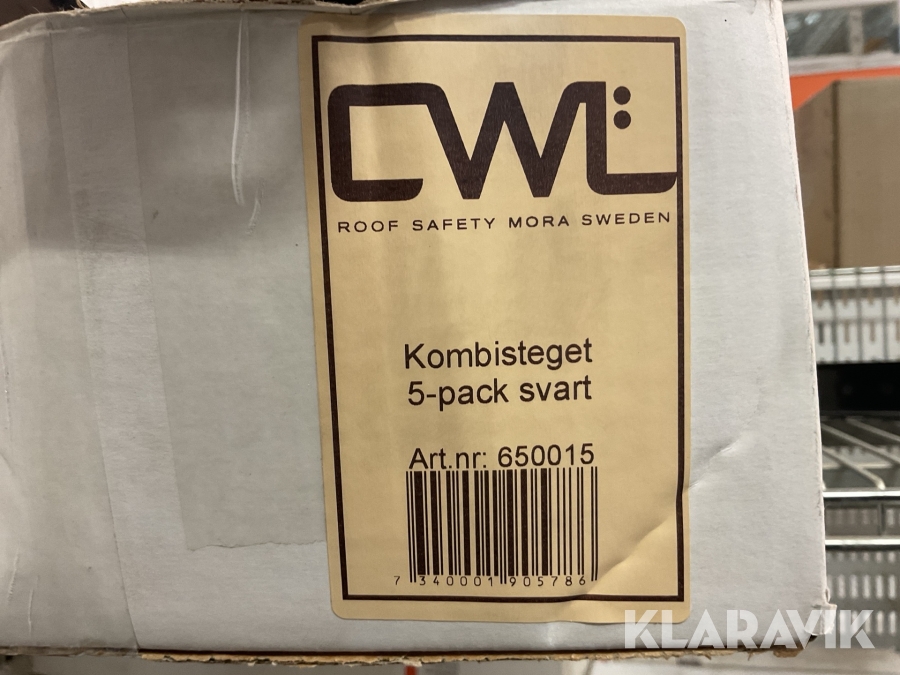 CWL
ROOF SAFETY MORA SWEDEN
Kombisteget
5-pack svart
Art.nr: 650015
7 340001 905786
KLARAVIK